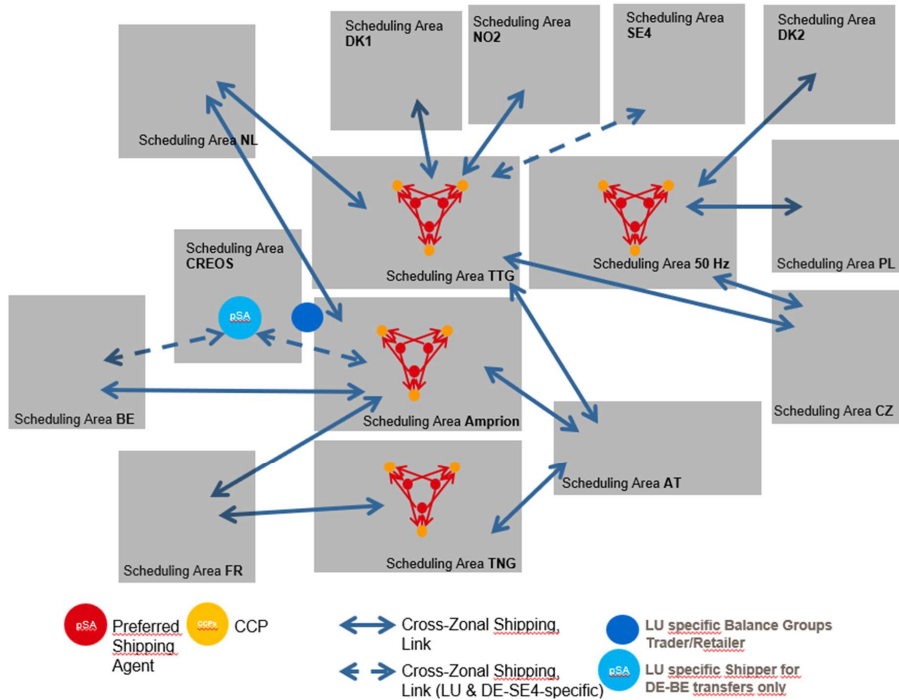 Scheduling Area
DK1
Scheduling Area
NO2
Scheduling Area
SE4
Scheduling Area
DK2
Scheduling Area NL
Scheduling Area
CREOS
Scheduling Area TTG
Scheduling Area 50 Hz
Scheduling Area PL
pSA
Scheduling Area BE
Scheduling Area Amprion
Scheduling Area CZ
Scheduling Area AT
Scheduling Area FR
Scheduling Area TNG
pSA
Preferred
Shipping
Agent
CCPs
CCP
Cross-Zonal Shipping,
Link
Cross-Zonal Shipping,
Link (LU & DE-SE4-specific)
LU specific Balance Groups
Trader/Retailer
pSA
LU specific Shipper for
DE-BE transfers only